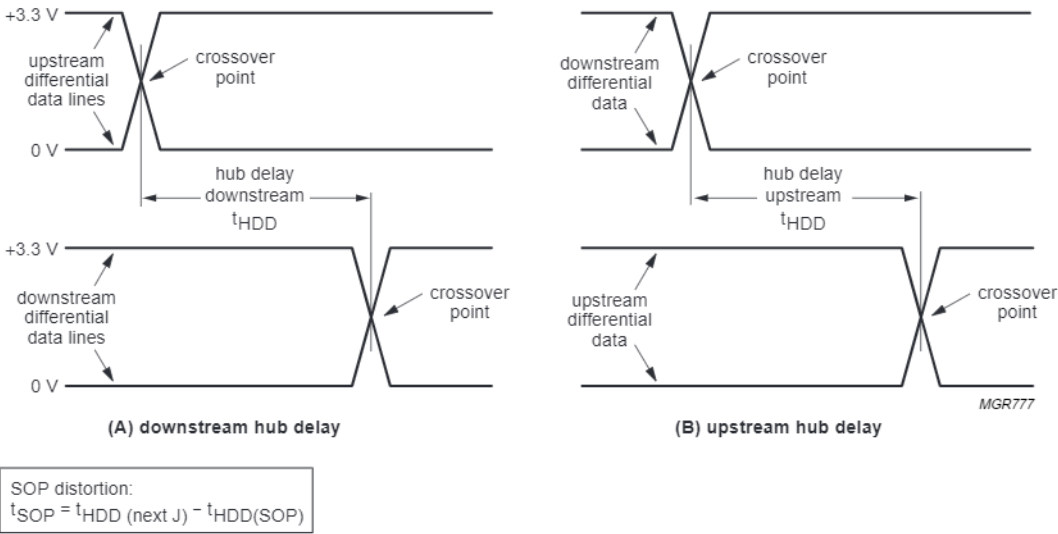 +3.3 V
upstream
differential
data lines
0 V
crossover
point
hub delay
downstream
tHDD
+3.3 V
downstream
differential
data lines
0 V
crossover
point
(A) downstream hub delay
downstream
differential
data
crossover
point
hub delay
upstream
tHDD
upstream
differential
data
crossover
point
MGR777
(B) upstream hub delay
SOP distortion:
tSOP = tHDD (next J) − tHDD(SOP)